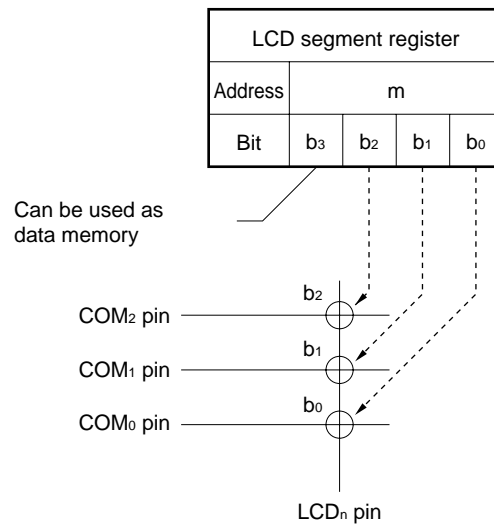 LCD segment register
Address m
Bit b3 b2 b1 b0
Can be used as
data memory
b2
COM2 pin
b1
COM1 pin
b0
COM0 pin
LCDn pin